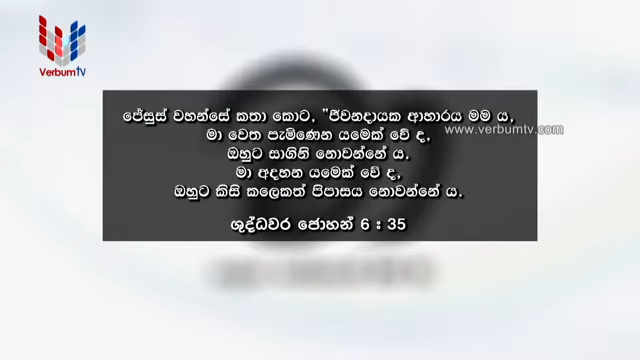 VerbumTV
ජේසුස් වහන්සේ කතා කොට, "ජීවනදායක ආහාරය මම ය,
මා වෙත පැමිණෙන යමෙක් වේ ද,
www.verbumtv.com
ඔහුට සාගිනි නොවන්නේ ය,
මා අදහන යමෙක් වේ ද,
ඔහුට කිසි කලෙකත් පිපාසය නොවන්නේ ය.
ශුද්ධවර ජොහන් 6 : 35